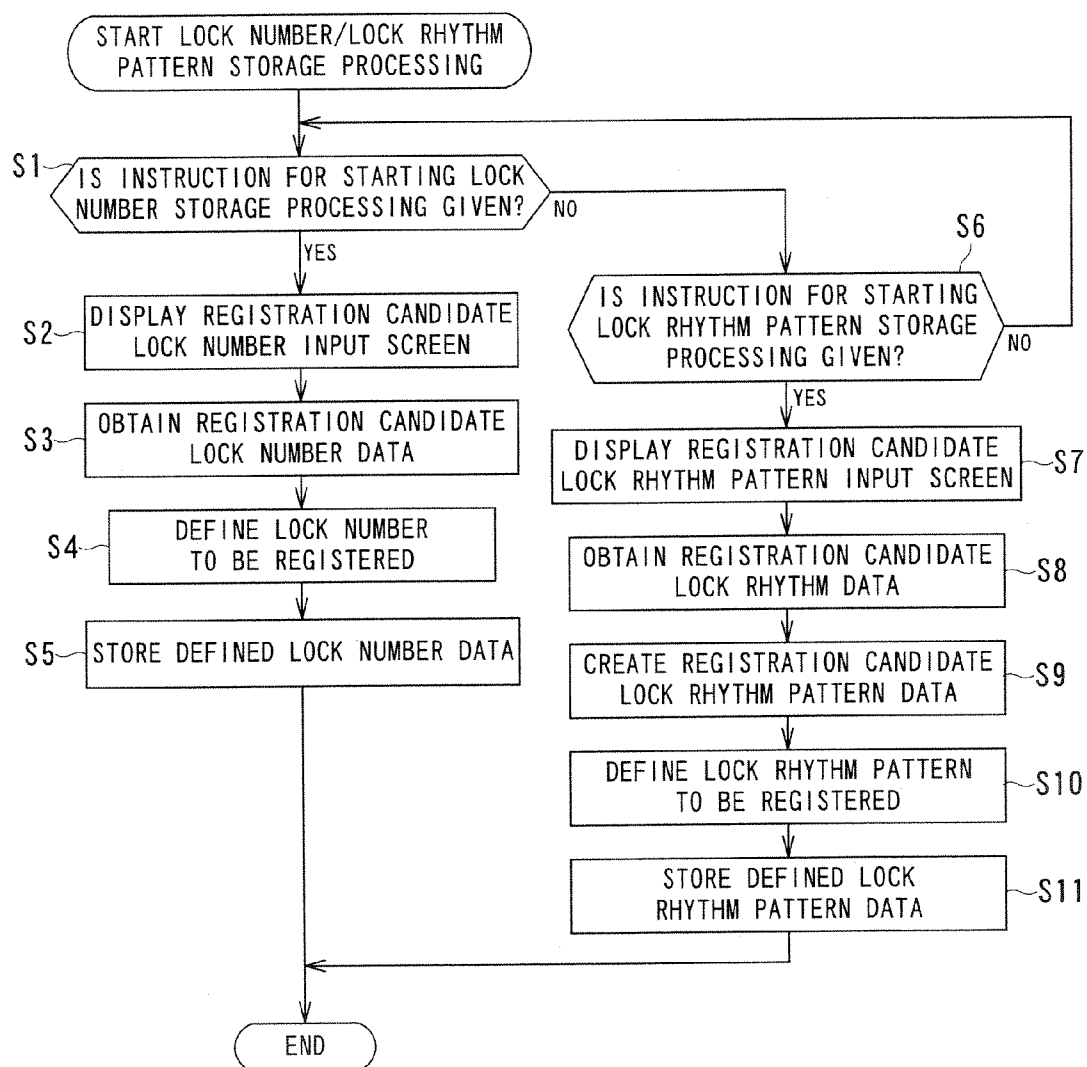 START LOCK NUMBER/LOCK RHYTHM
PATTERN STORAGE PROCESSING
S1
IS INSTRUCTION FOR STARTING LOCK
NUMBER STORAGE PROCESSING GIVEN?
NO
YES
S2
DISPLAY REGISTRATION CANDIDATE
LOCK NUMBER INPUT SCREEN
S3
OBTAIN REGISTRATION CANDIDATE
LOCK NUMBER DATA
S4
DEFINE LOCK NUMBER
TO BE REGISTERED
S5
STORE DEFINED LOCK NUMBER DATA
S6
IS INSTRUCTION FOR STARTING
LOCK RHYTHM PATTERN STORAGE
PROCESSING GIVEN?
NO
YES
DISPLAY REGISTRATION CANDIDATE
LOCK RHYTHM PATTERN INPUT SCREEN
S7
OBTAIN REGISTRATION CANDIDATE
LOCK RHYTHM DATA
S8
CREATE REGISTRATION CANDIDATE
LOCK RHYTHM PATTERN DATA
S9
DEFINE LOCK RHYTHM PATTERN
TO BE REGISTERED
S10
STORE DEFINED LOCK
RHYTHM PATTERN DATA
S11
END